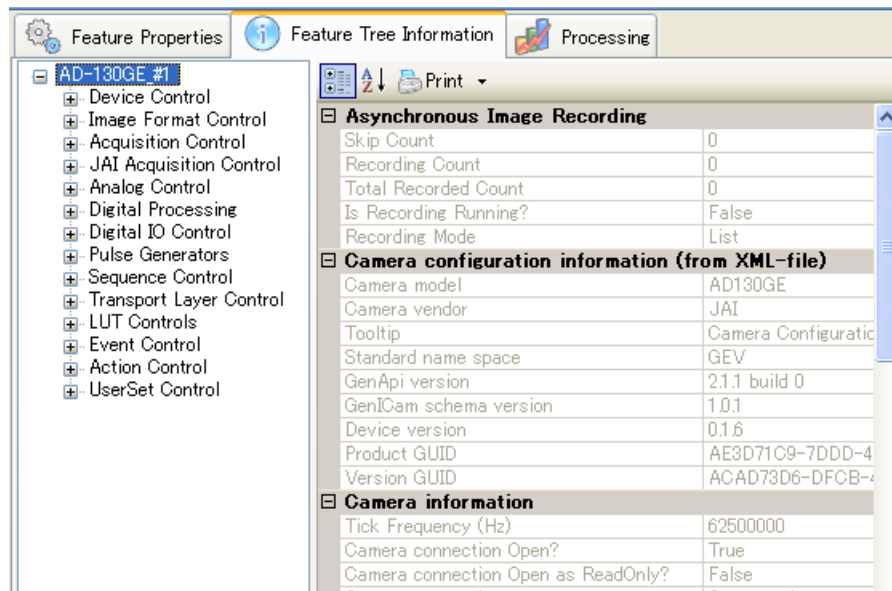 Feature Properties
Feature Tree Information
Processing
AD-130GE_#1
Device Control
Image Format Control
Acquisition Control
JAI Acquisition Control
Analog Control
Digital Processing
Digital IO Control
Pulse Generators
Sequence Control
Transport Layer Control
LUT Controls
Event Control
Action Control
UserSet Control
Print
Asynchronous Image Recording
Skip Count 0
Recording Count 0
Total Recorded Count 0
Is Recording Running? False
Recording Mode List
Camera configuration information (from XML-file)
Camera model AD130GE
Camera vendor JAI
Tooltip Camera Configuratic
Standard name space GEV
GenApi version 2.1.1 build 0
GenICam schema version 1.0.1
Device version 0.1.6
Product GUID AE3D71C9-7DDD-4
Version GUID ACAD73D6-DFCB-4
Camera information
Tick Frequency (Hz) 62500000
Camera connection Open? True
Camera connection Open as ReadOnly? False